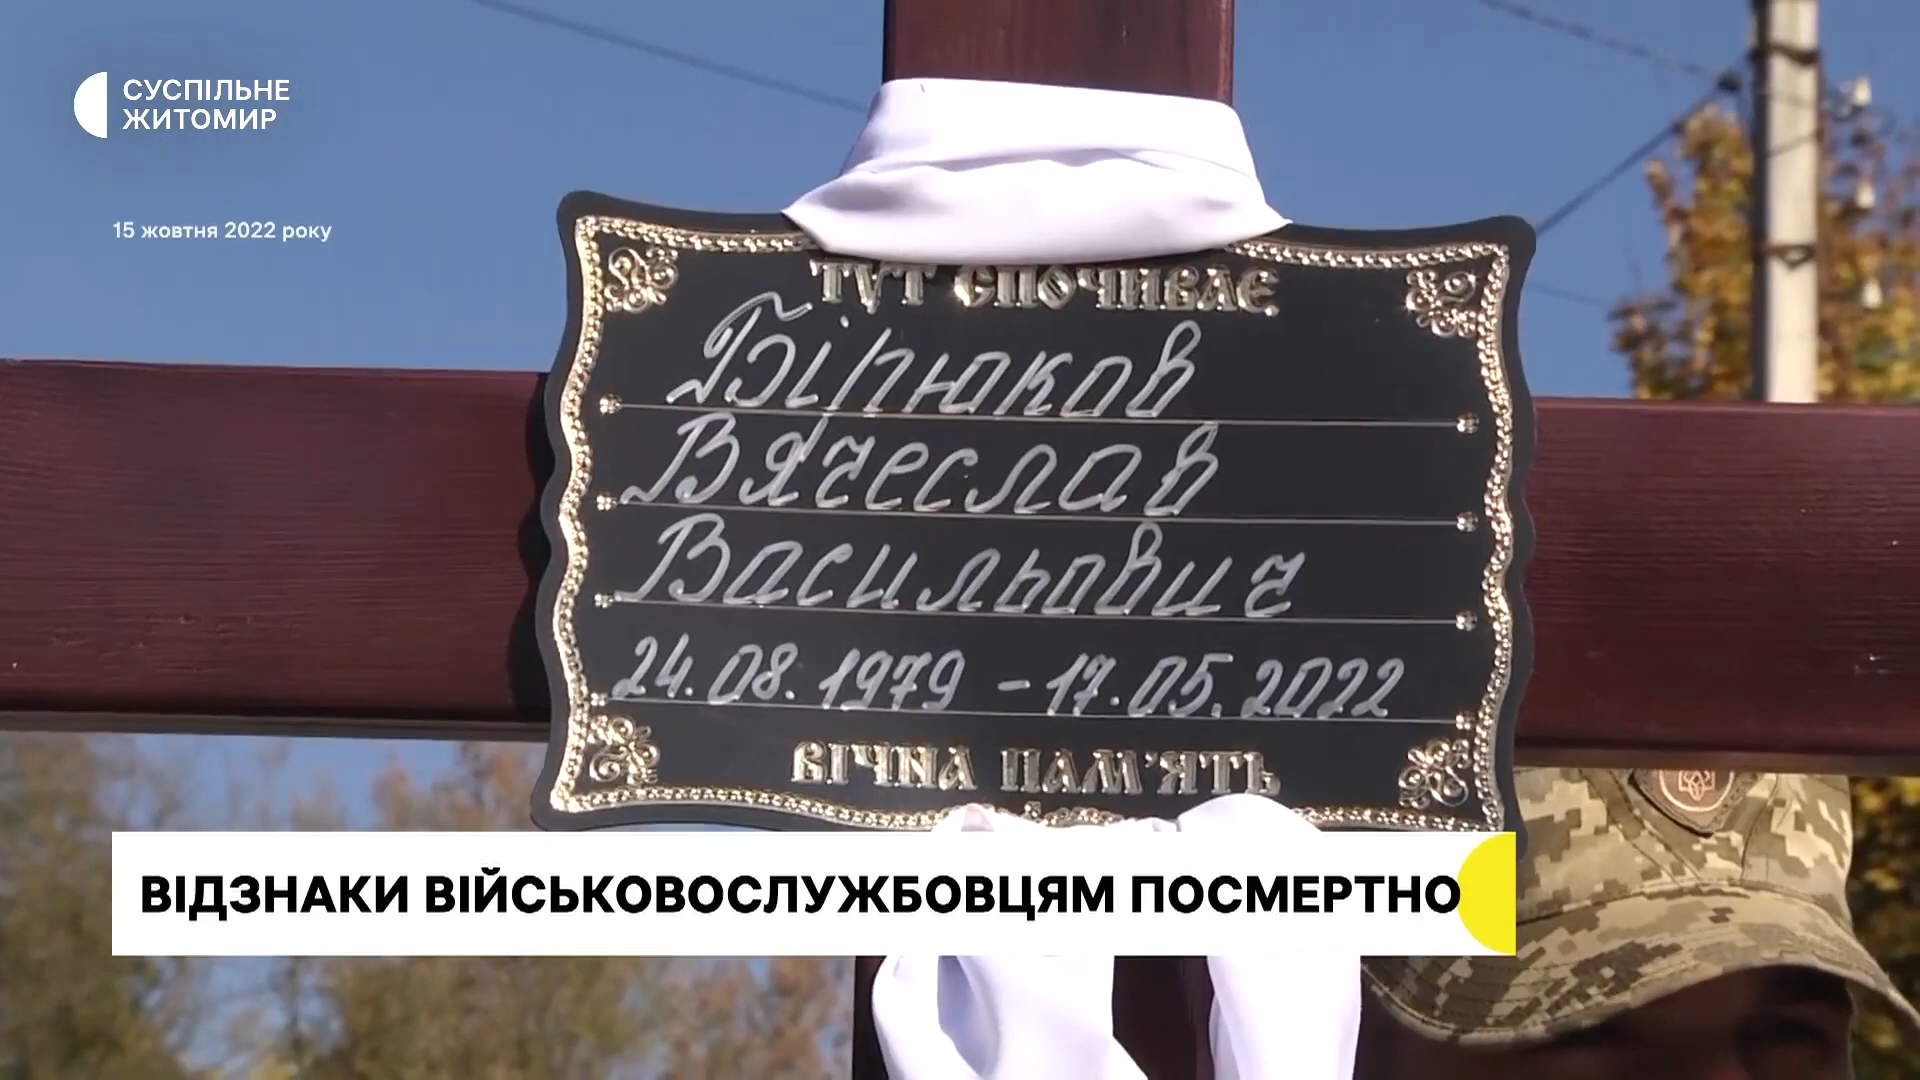 СУСПІЛЬНЕ
ЖИТОМИР
15 жовтня 2022 року
ТУТ СПОЧИВАЄ
Бірюков
Вячеслав
Васильович
24.08.1979 - 17.05.2022
ВІЧНА ПАМ'ЯТЬ
ВІДЗНАКИ ВІЙСЬКОВОСЛУЖБОВЦЯМ ПОСМЕРТНО